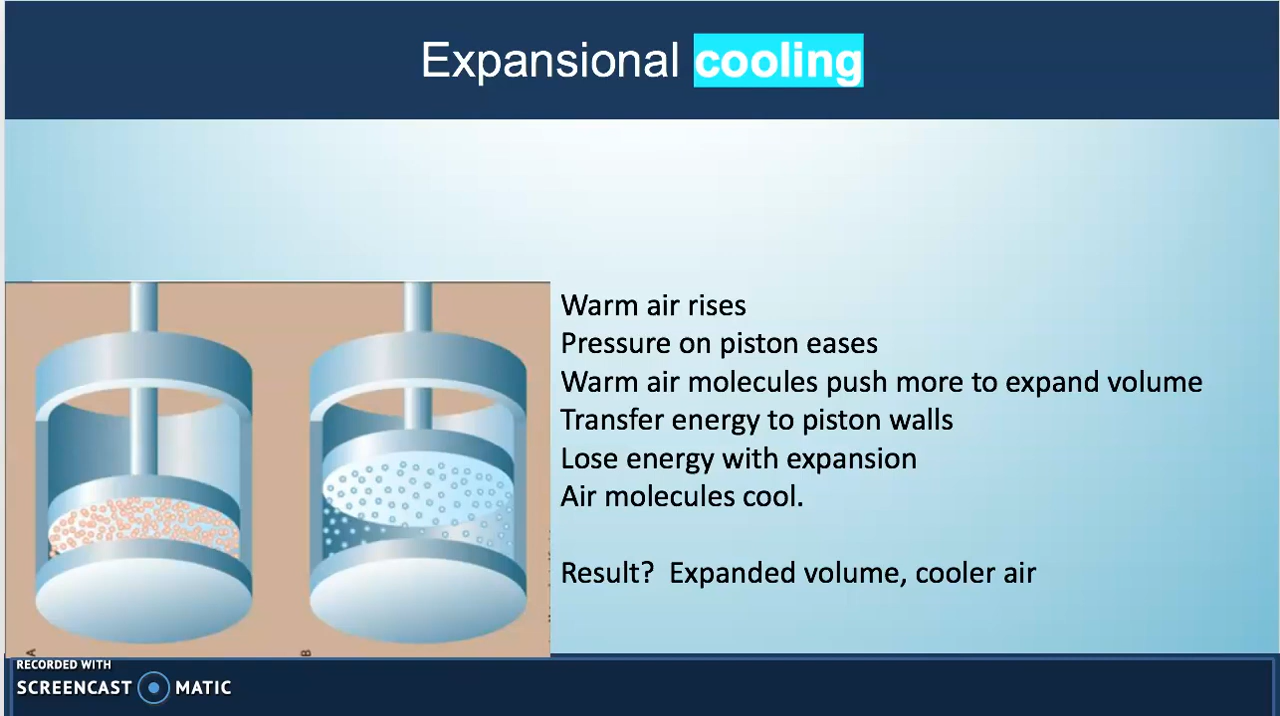 Expansional cooling
Warm air rises
Pressure on piston eases
Warm air molecules push more to expand volume
Transfer energy to piston walls
Lose energy with expansion
Air molecules cool.
Result? Expanded volume, cooler air
A
B
RECORDED WITH
SCREENCAST MATIC